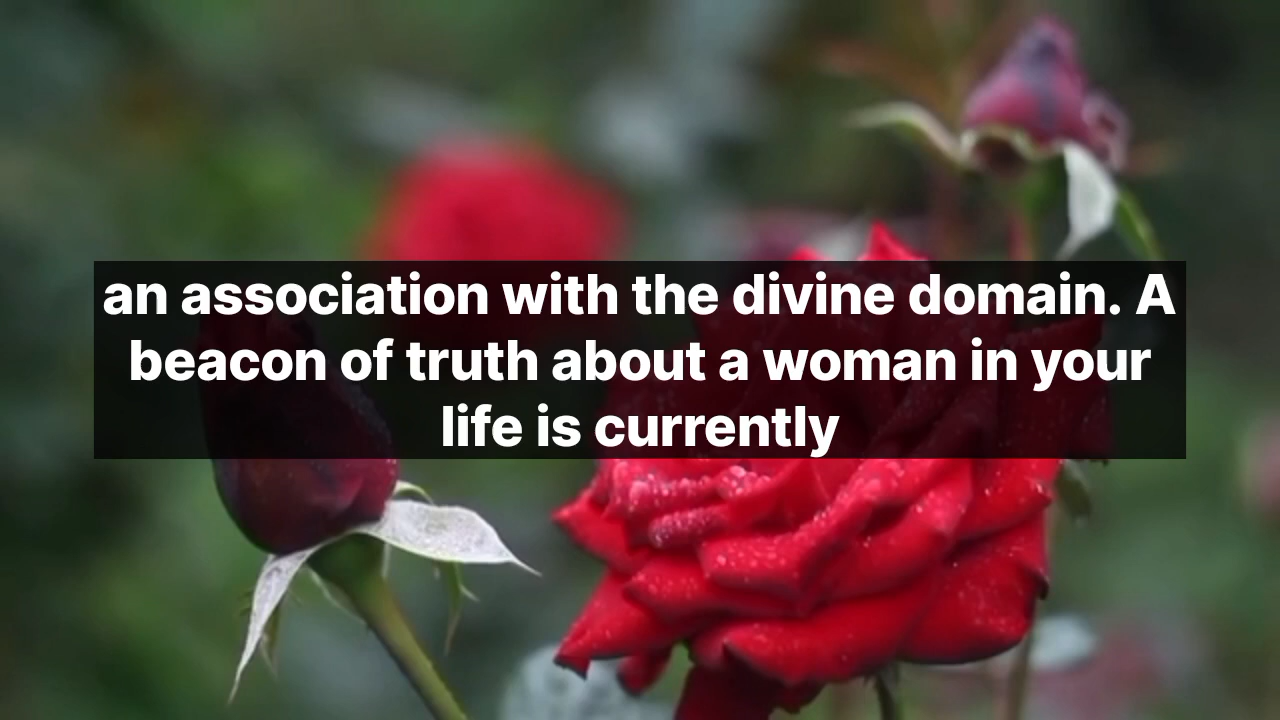 an association with the divine domain. A
beacon of truth about a woman in your
life is currently